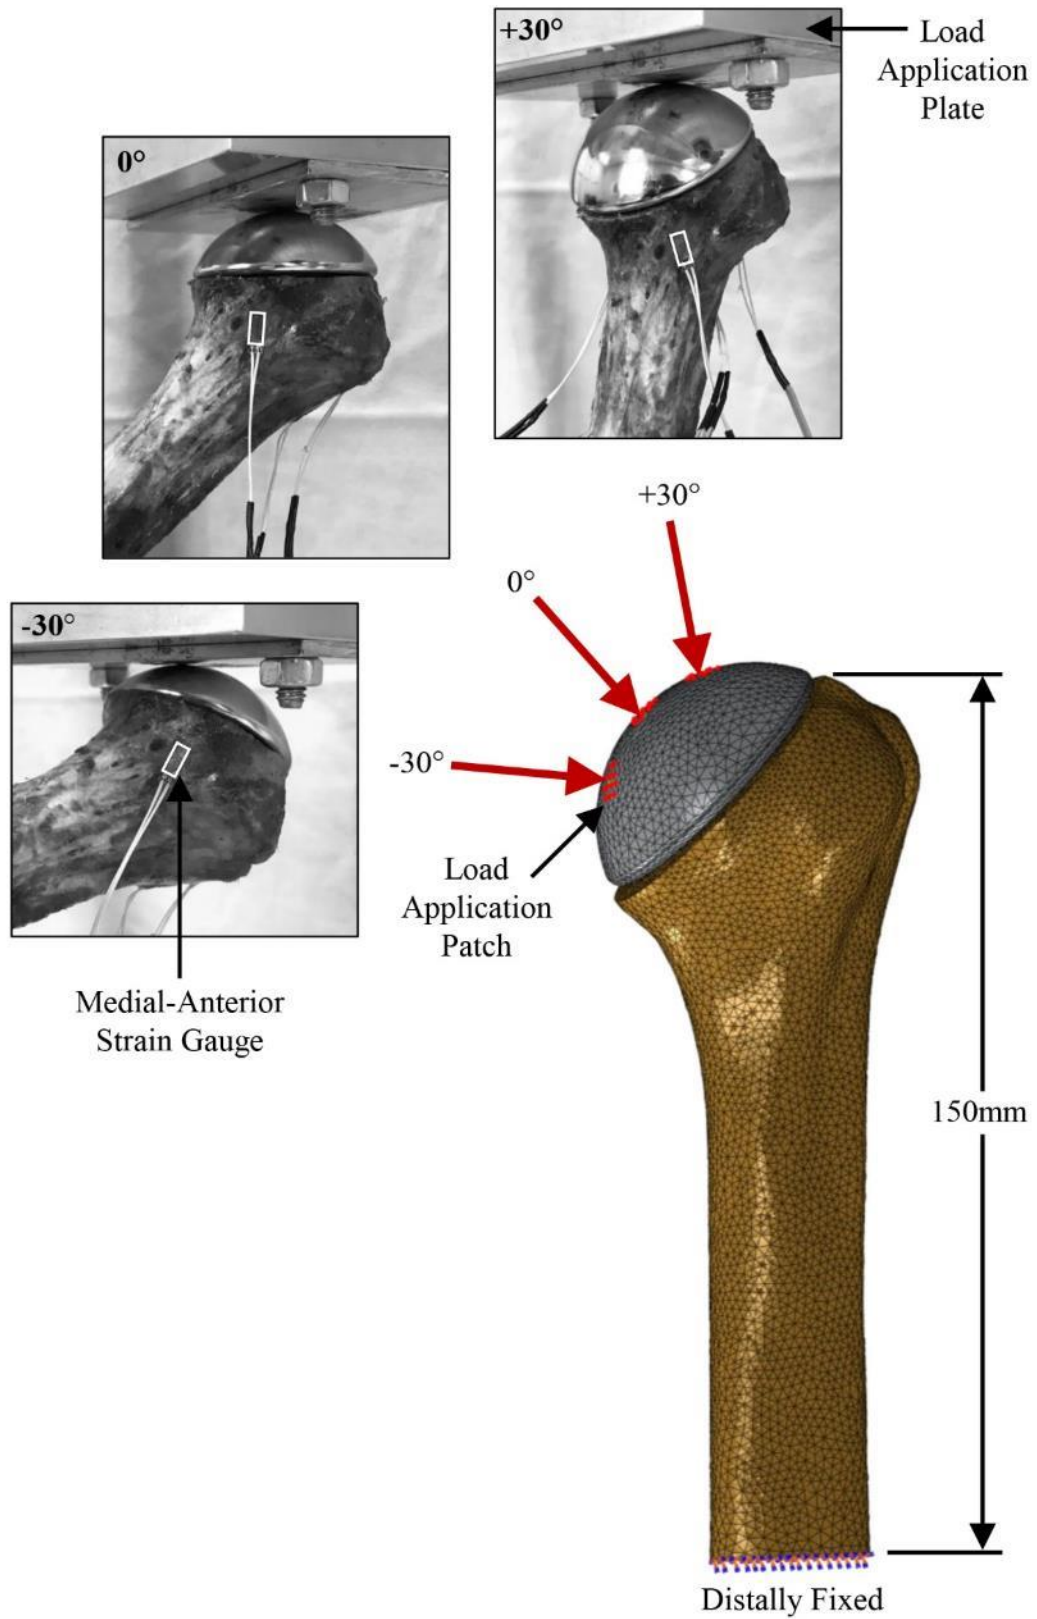 +30°
Load
Application
Plate
0°
+30°
0°
-30°
-30°
Load
Application
Patch
Medial-Anterior
Strain Gauge
150mm
Distally Fixed